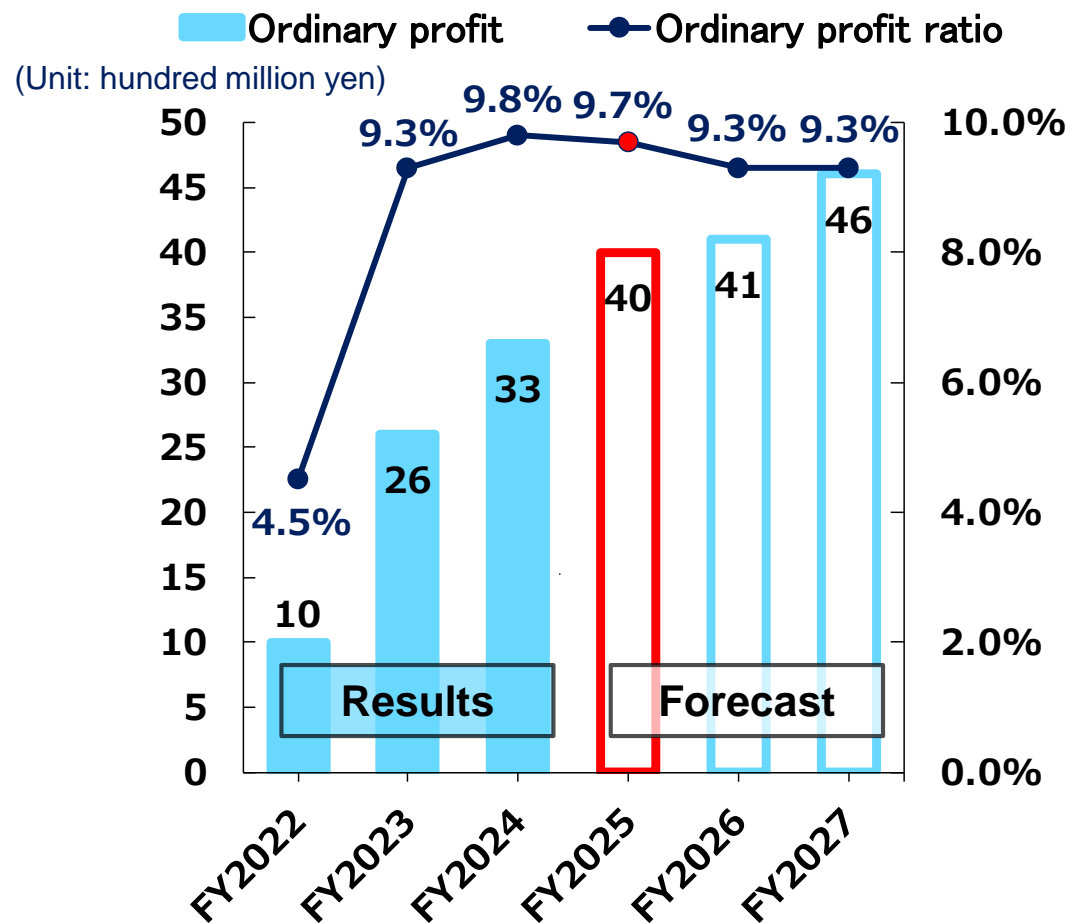 Ordinary profit Ordinary profit ratio
(Unit: hundred million yen)
50 9.3% 9.8% 9.7% 9.3% 9.3% 10.0%
45 46
40 40 41 8.0%
35
30 33 6.0%
25 26
20 4.5% 4.0%
15
10 10 2.0%
5 Results Forecast
0 0.0%
FY2022 FY2023 FY2024 FY2025 FY2026 FY2027